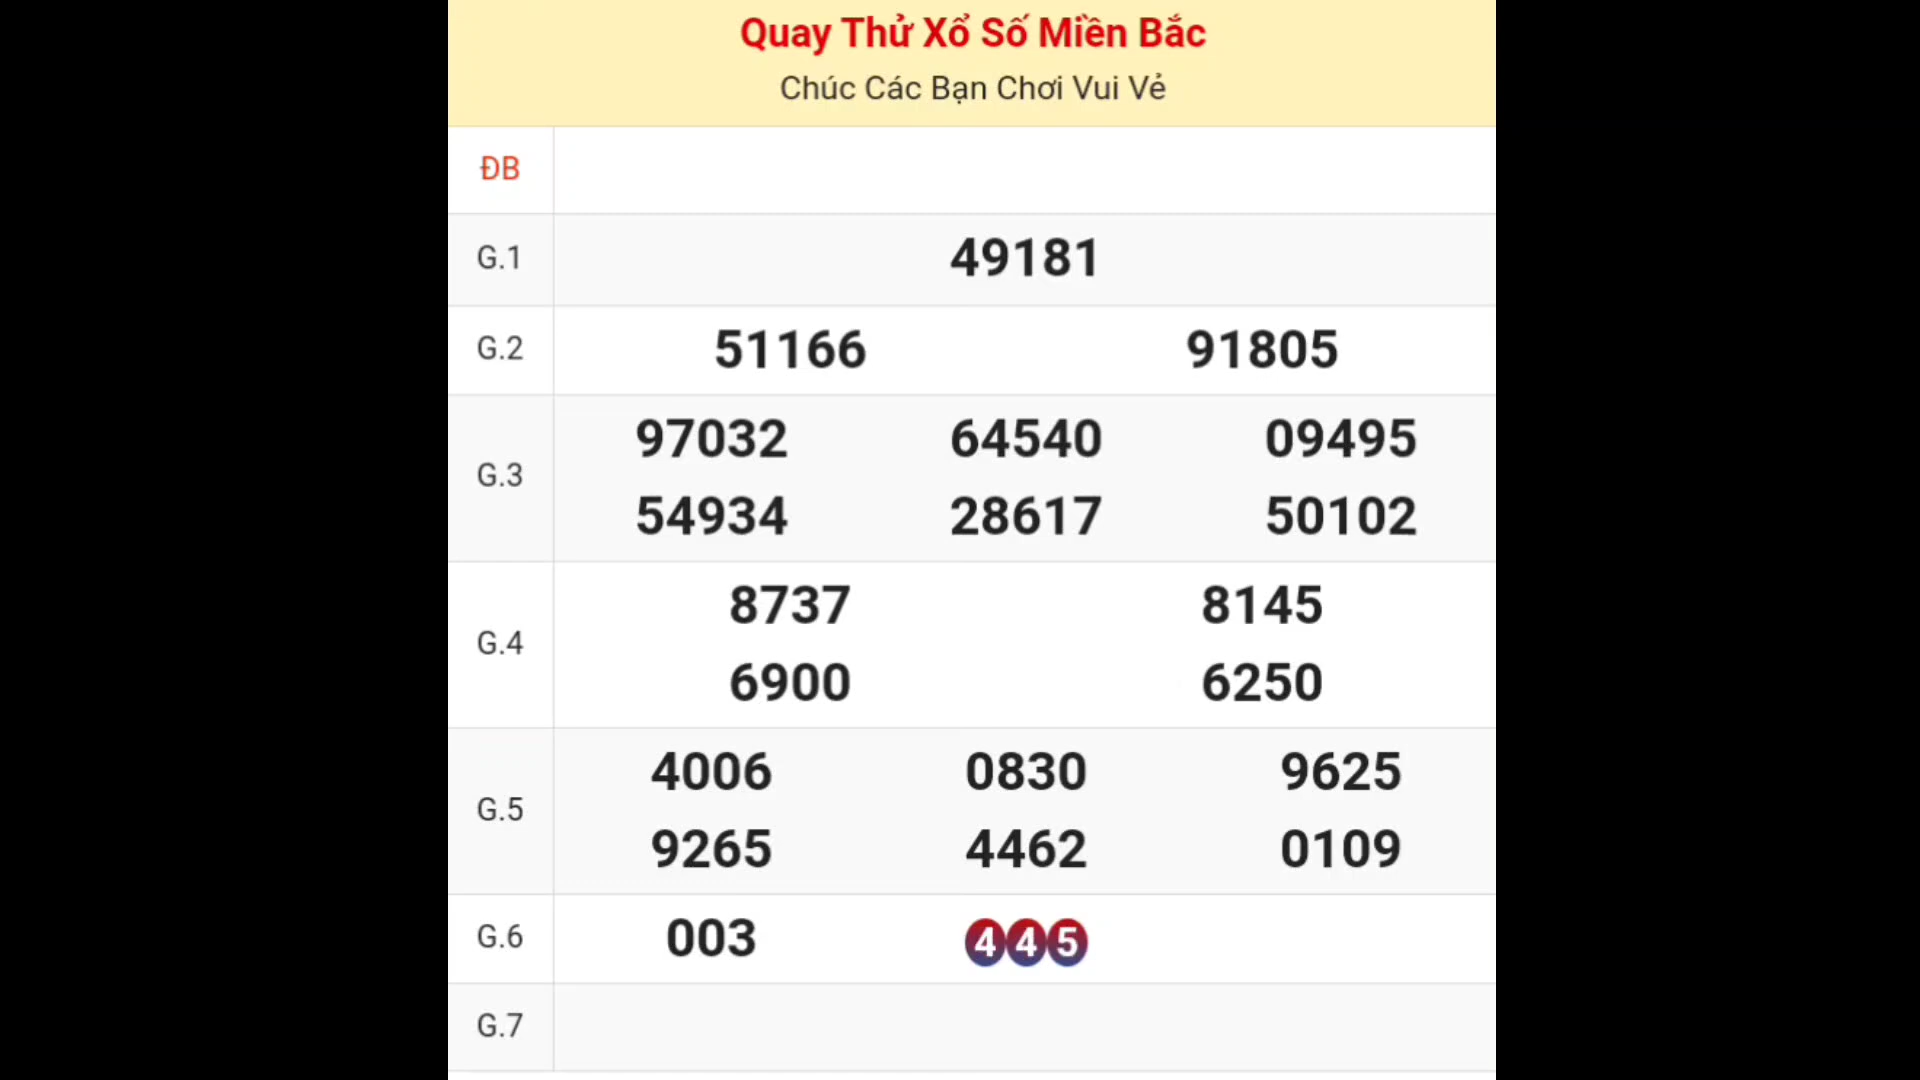 Quay Thử Xổ Số Miền Bắc
Chúc Các Bạn Chơi Vui Vẻ
ĐB
G.1 49181
G.2 51166 91805
G.3 97032 64540 09495
54934 28617 50102
G.4 8737 8145
6900 6250
G.5 4006 0830 9625
9265 4462 0109
G.6 003 445
G.7